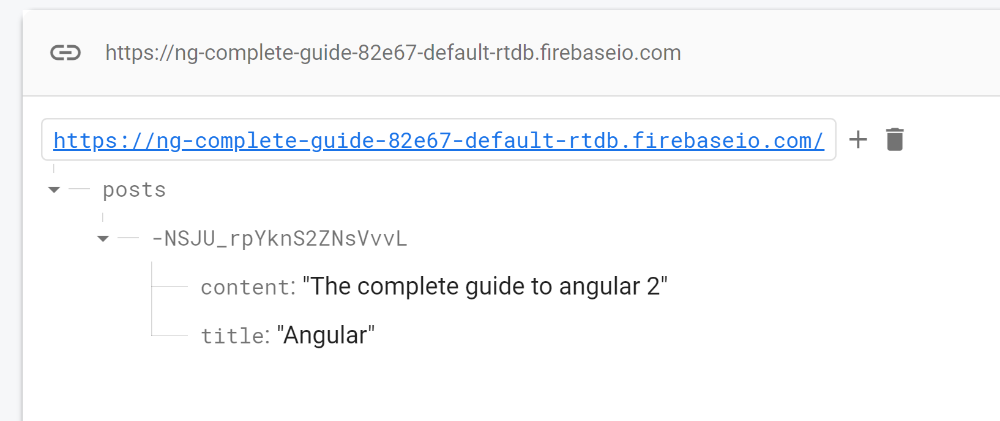 https://ng-complete-guide-82e67-default-rtdb.firebaseio.com
https://ng-complete-guide-82e67-default-rtdb.firebaseio.com/
posts
-NSJU_rpYknS2ZNsVvvL
content: "The complete guide to angular 2"
title: "Angular"